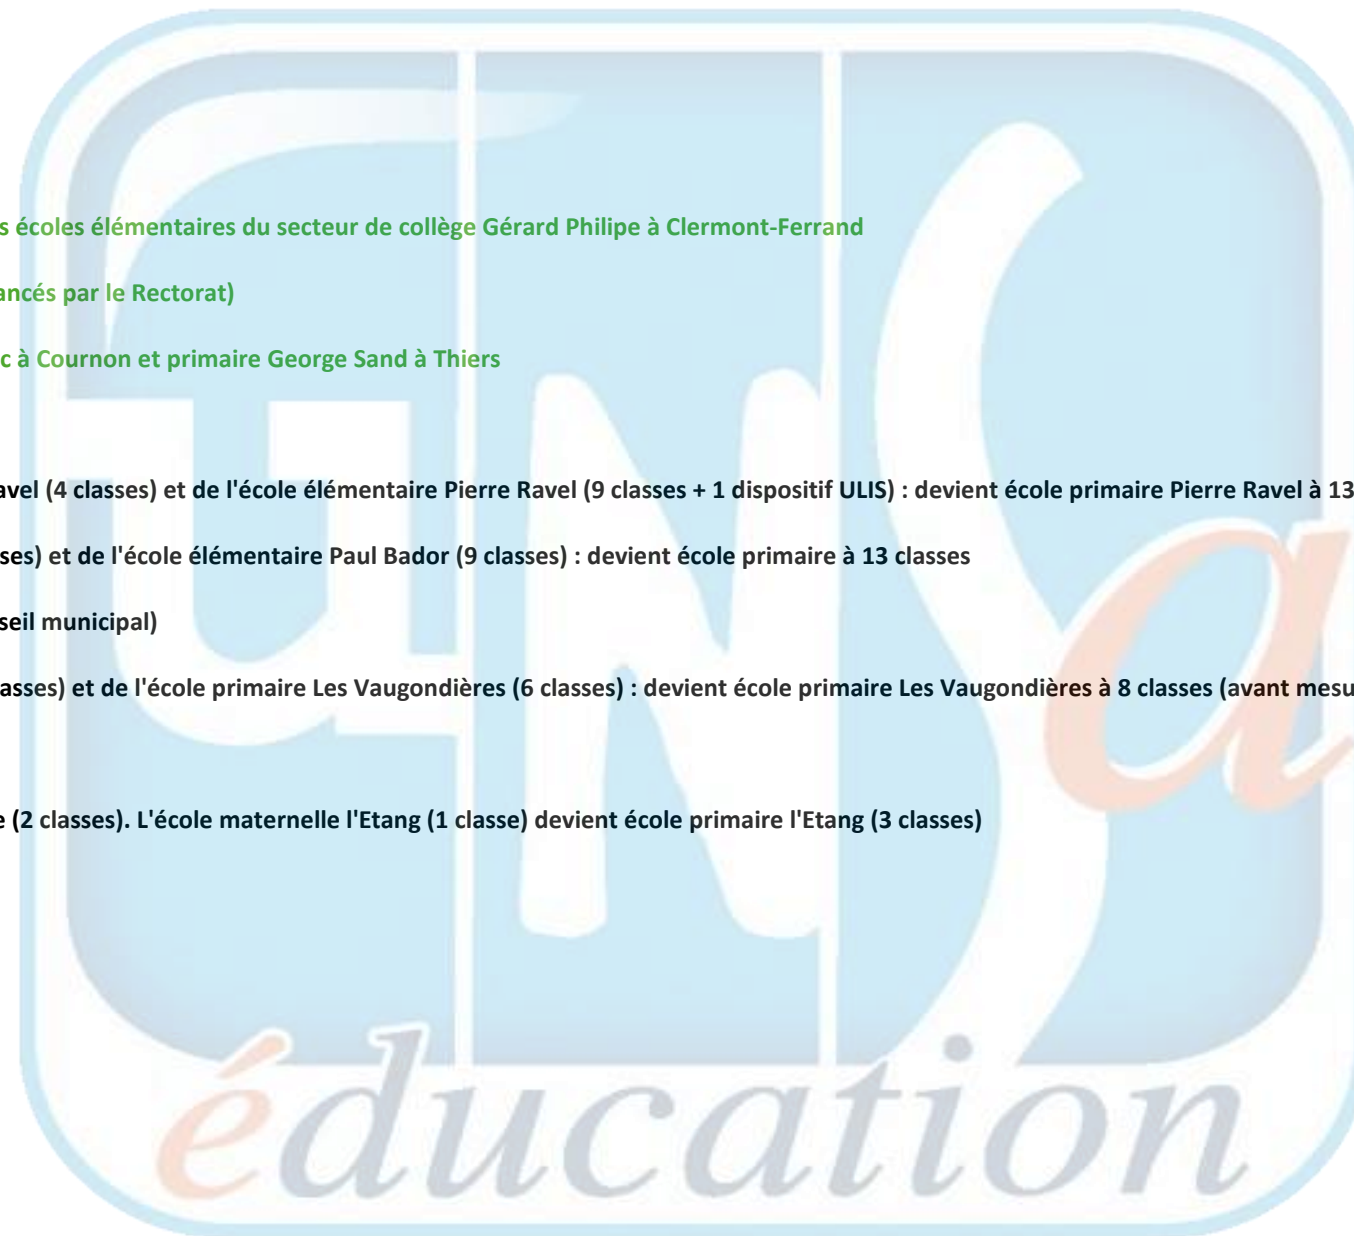 s écoles élémentaires du secteur de collège Gérard Philipe à Clermont-Ferrand
ancés par le Rectorat)
c à Cournon et primaire George Sand à Thiers
avel (4 classes) et de l'école élémentaire Pierre Ravel (9 classes + 1 dispositif ULIS) : devient école primaire Pierre Ravel à 13
ses) et de l'école élémentaire Paul Bador (9 classes) : devient école primaire à 13 classes
seil municipal)
asses) et de l'école primaire Les Vaugondières (6 classes) : devient école primaire Les Vaugondières à 8 classes (avant mesu
e (2 classes). L'école maternelle l'Etang (1 classe) devient école primaire l'Etang (3 classes)
uNSa
éducation